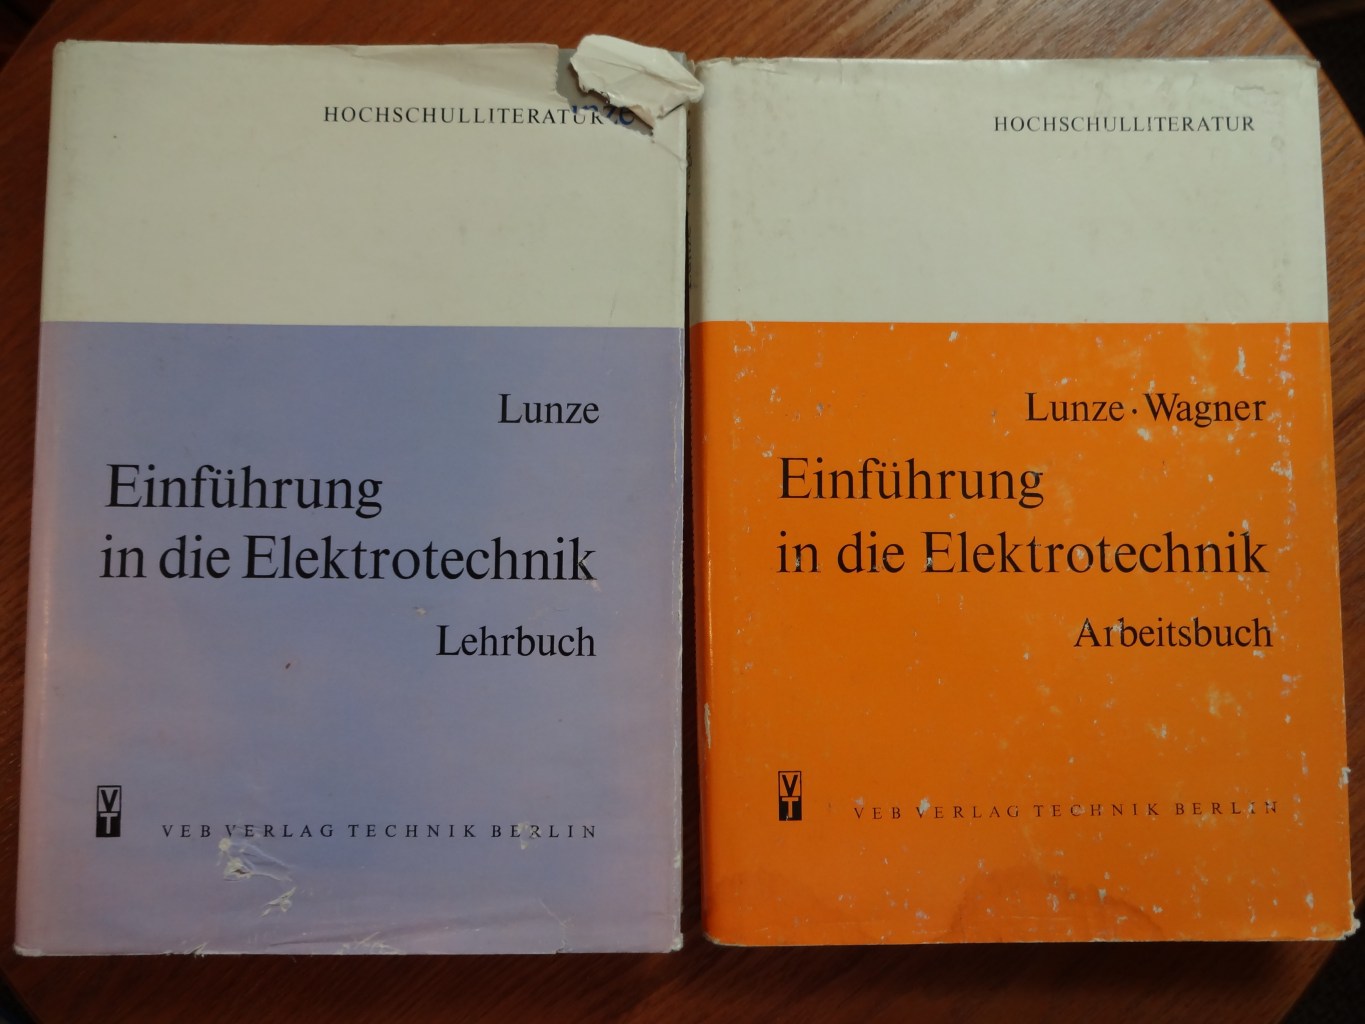 HOCHSCHULLITERATUR
Lunze
Einführung
in die Elektrotechnik
Lehrbuch
VT
VEB VERLAG TECHNIK BERLIN
HOCHSCHULLITERATUR
Lunze · Wagner
Einführung
in die Elektrotechnik
Arbeitsbuch
VT
VEB VERLAG TECHNIK BERLIN